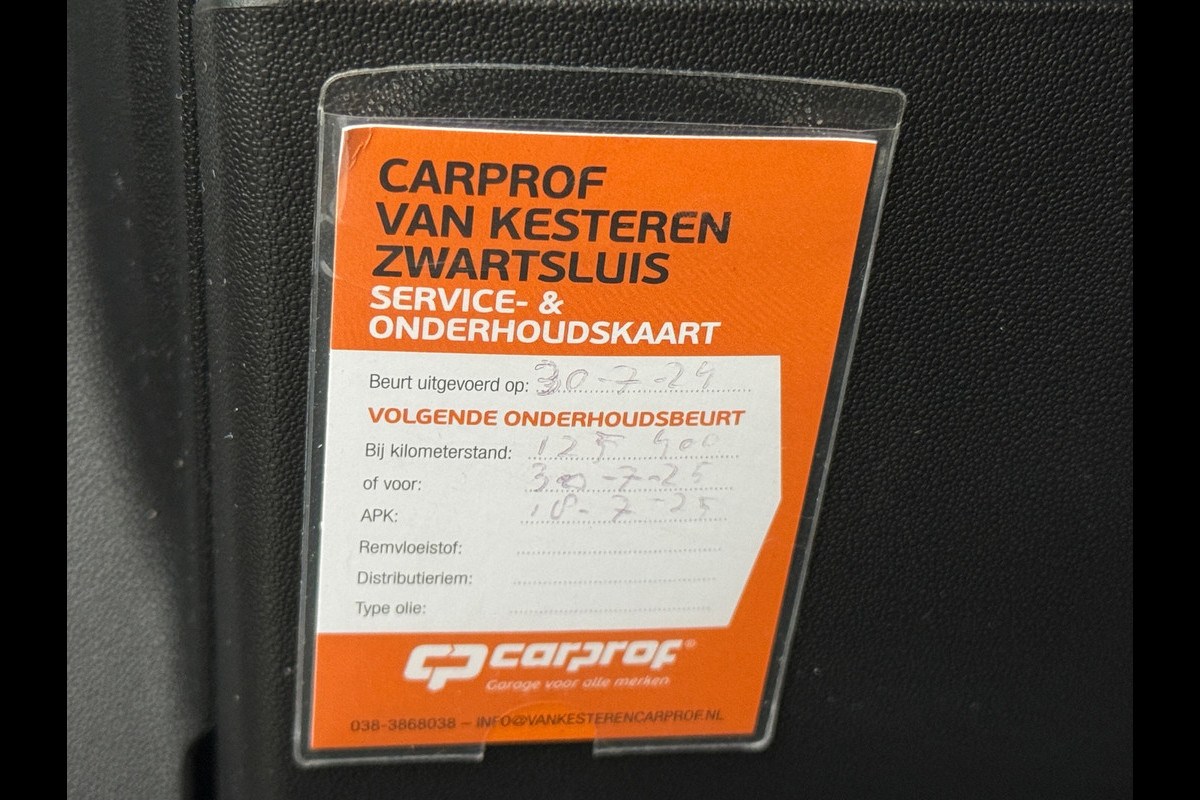 CARPROF
VAN KESTEREN
ZWARTSLUIS
SERVICE- &
ONDERHOUDSKAART
Beurt uitgevoerd op: 30-7-24
VOLGENDE ONDERHOUDSBEURT
Bij kilometerstand: 125 400
of voor: 30-7-25
APK: 18-7-25
Remvloeistof:
Distributieriem:
Type olie:
CP carprof®
Garage voor alle merken
038-3868038 – INFO@VANKESTERENCARPROF.NL